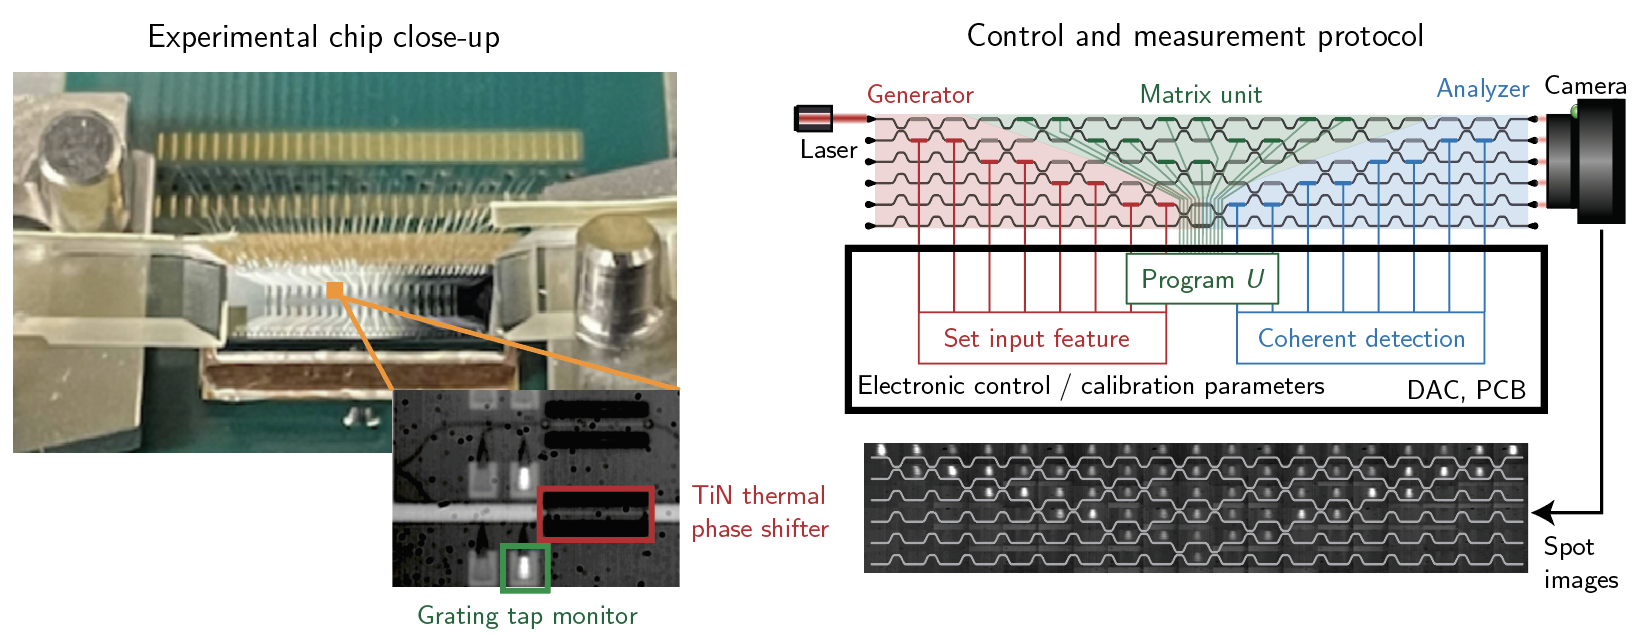 Experimental chip close-up
TiN thermal
phase shifter
Grating tap monitor
Control and measurement protocol
Generator
Matrix unit
Analyzer
Camera
Laser
Program U
Set input feature
Coherent detection
Electronic control / calibration parameters
DAC, PCB
Spot
images